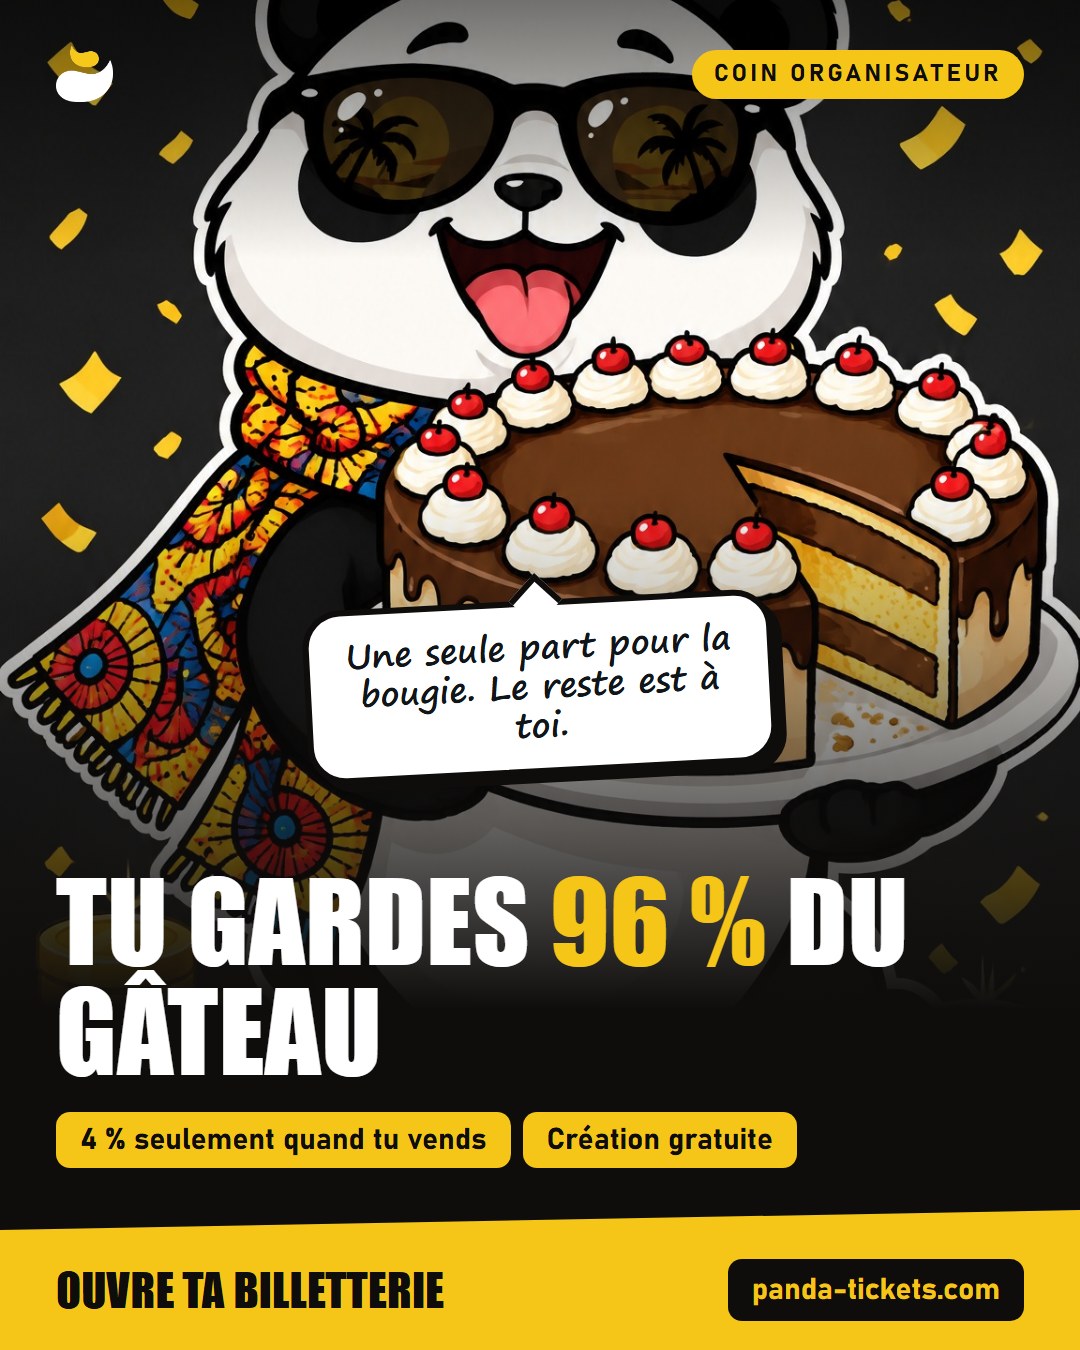 COIN ORGANISATEUR
Une seule part pour la
bougie. Le reste est à
toi.
TU GARDES 96 % DU
GÂTEAU
4 % seulement quand tu vends
Création gratuite
OUVRE TA BILLETTERIE
panda-tickets.com